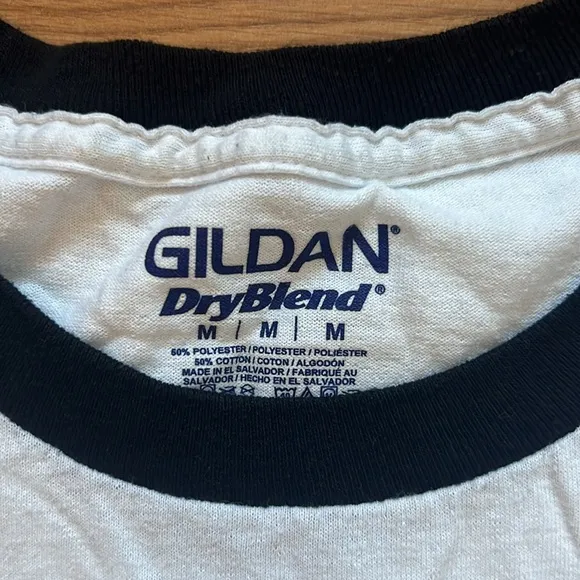 GILDAN®
DryBlend®
M / M | M
50% POLYESTER / POLYESTER / POLIÉSTER
50% COTTON / COTON / ALGODÓN
MADE IN EL SALVADOR / FABRIQUÉ AU
SALVADOR / HECHO EN EL SALVADOR